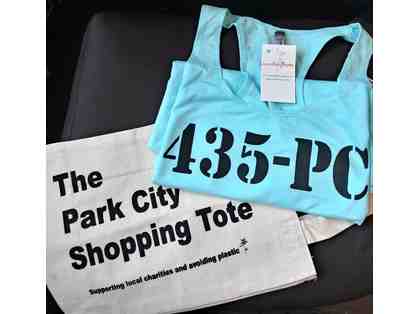 435-PC
The
Park City
Shopping Tote
Supporting local charities and avoiding plastic